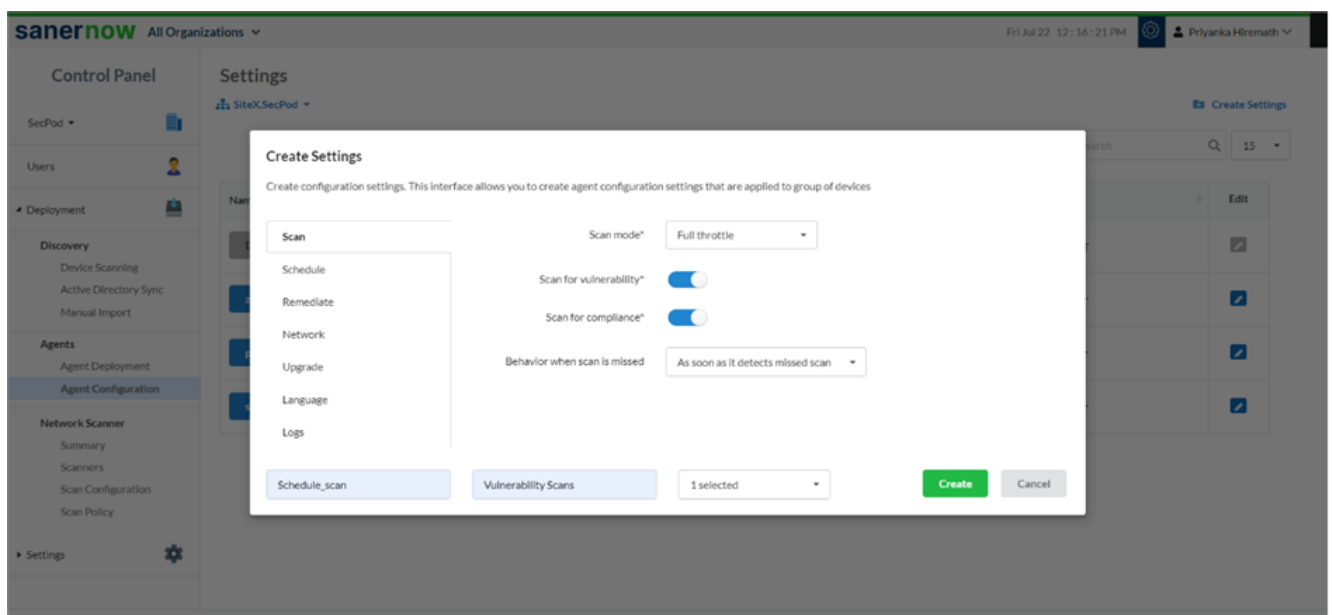 sanernow All Organizations
Fri Jul 22 12:16:21 PM
Priyanka Hiremath
Control Panel
SecPod
Users
Deployment
Discovery
Device Scanning
Active Directory Sync
Manual Import
Agents
Agent Deployment
Agent Configuration
Network Scanner
Summary
Scanners
Scan Configuration
Scan Policy
Settings
Settings
SiteX.SecPod
Create Settings
15
Edit
Create Settings
Create configuration settings. This interface allows you to create agent configuration settings that are applied to group of devices
Scan
Schedule
Remediate
Network
Upgrade
Language
Logs
Scan mode* Full throttle
Scan for vulnerability*
Scan for compliance*
Behavior when scan is missed As soon as it detects missed scan
Schedule_scan Vulnerability Scans 1 selected Create Cancel